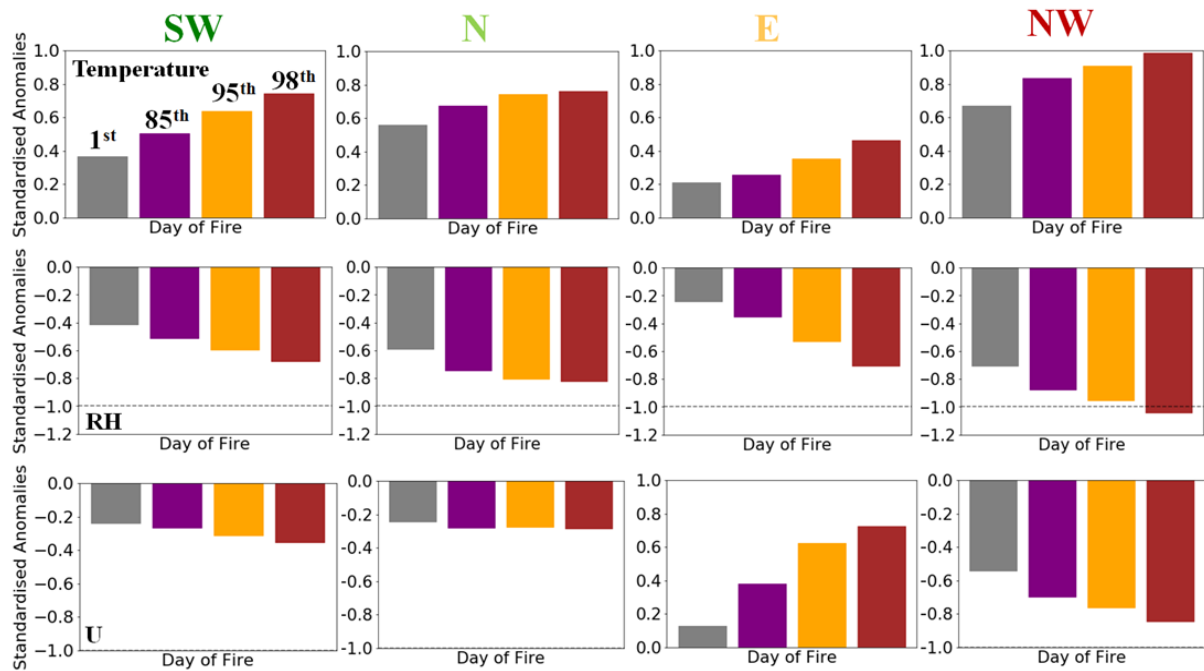 SW N E NW
Standardised Anomalies
Temperature
1st 85th 95th 98th
1.0 0.8 0.6 0.4 0.2 0.0
1.0 0.8 0.6 0.4 0.2 0.0
1.0 0.8 0.6 0.4 0.2 0.0
1.0 0.8 0.6 0.4 0.2 0.0
Day of Fire Day of Fire Day of Fire Day of Fire
Standardised Anomalies
0.0 −0.2 −0.4 −0.6 −0.8 −1.0 −1.2
0.0 -0.2 -0.4 -0.6 -0.8 -1.0 -1.2
0.0 -0.2 -0.4 -0.6 -0.8 -1.0 -1.2
0.0 -0.2 -0.4 -0.6 -0.8 -1.0 -1.2
RH
Day of Fire Day of Fire Day of Fire Day of Fire
Standardised Anomalies
0.0 −0.2 −0.4 −0.6 −0.8 −1.0
0.0 -0.2 -0.4 -0.6 -0.8 -1.0
1.0 0.8 0.6 0.4 0.2 0.0
0.0 -0.2 -0.4 -0.6 -0.8 -1.0
U
Day of Fire Day of Fire Day of Fire Day of Fire